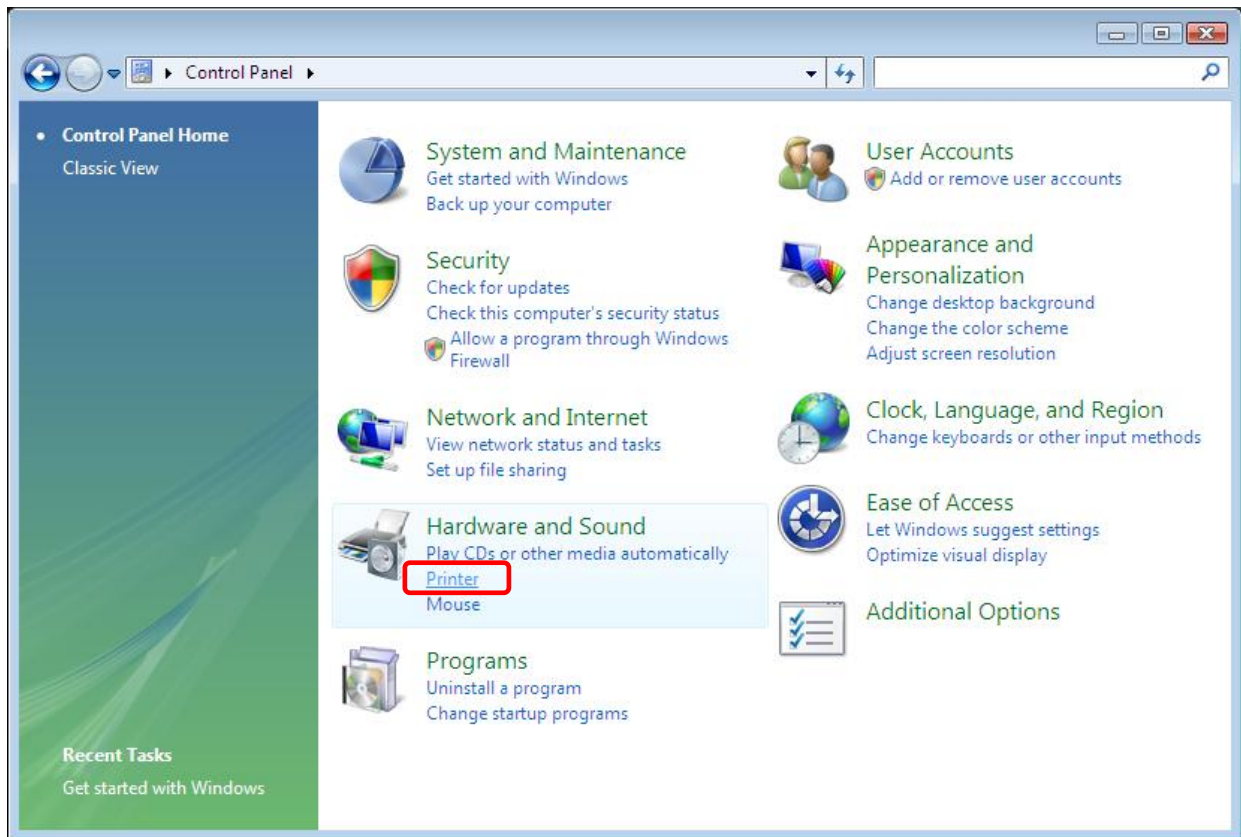 Control Panel
Control Panel Home
Classic View
System and Maintenance
Get started with Windows
Back up your computer
Security
Check for updates
Check this computer's security status
Allow a program through Windows
Firewall
Network and Internet
View network status and tasks
Set up file sharing
Hardware and Sound
Play CDs or other media automatically
Printer
Mouse
Programs
Uninstall a program
Change startup programs
User Accounts
Add or remove user accounts
Appearance and
Personalization
Change desktop background
Change the color scheme
Adjust screen resolution
Clock, Language, and Region
Change keyboards or other input methods
Ease of Access
Let Windows suggest settings
Optimize visual display
Additional Options
Recent Tasks
Get started with Windows